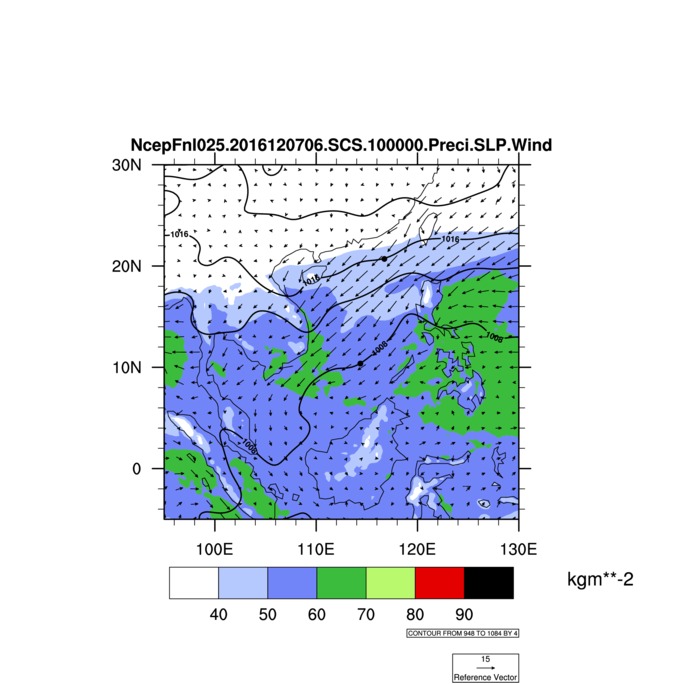 NcepFnl025.2016120706.SCS.100000.Preci.SLP.Wind
30N
1016
1016
20N
1016
1008
1008
10N
1008
0
100E 110E 120E 130E
kgm**-2
40 50 60 70 80 90
CONTOUR FROM 948 TO 1084 BY 4
15
Reference Vector